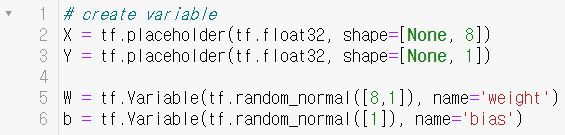 1 # create variable
2 X = tf.placeholder(tf.float32, shape=[None, 8])
3 Y = tf.placeholder(tf.float32, shape=[None, 1])
4
5 W = tf.Variable(tf.random_normal([8,1]), name='weight')
6 b = tf.Variable(tf.random_normal([1]), name='bias')